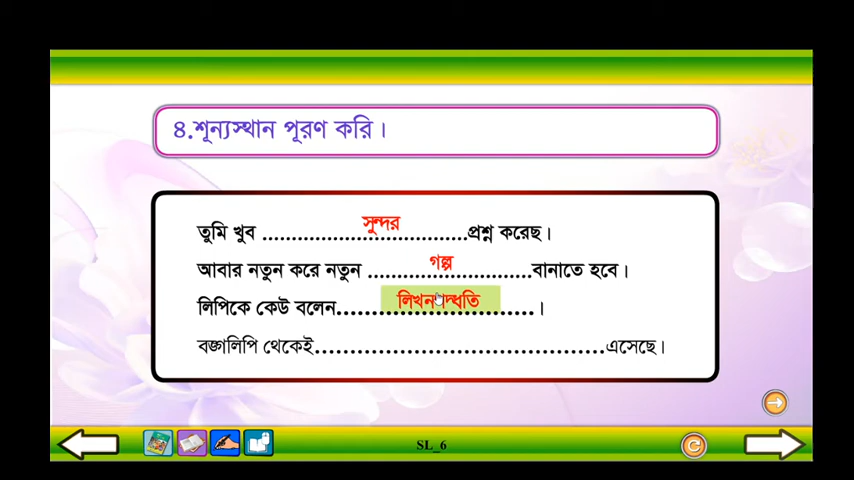 ৪.শূন্যস্থান পূরণ করি।
তুমি খুব ...................সুন্দর................প্রশ্ন করেছ।
আবার নতুন করে নতুন ............গল্প..............বানাতে হবে।
লিপিকে কেউ বলেন......লিখনপদ্ধতি.......।
বঙ্গলিপি থেকেই......................................এসেছে।
SL_6